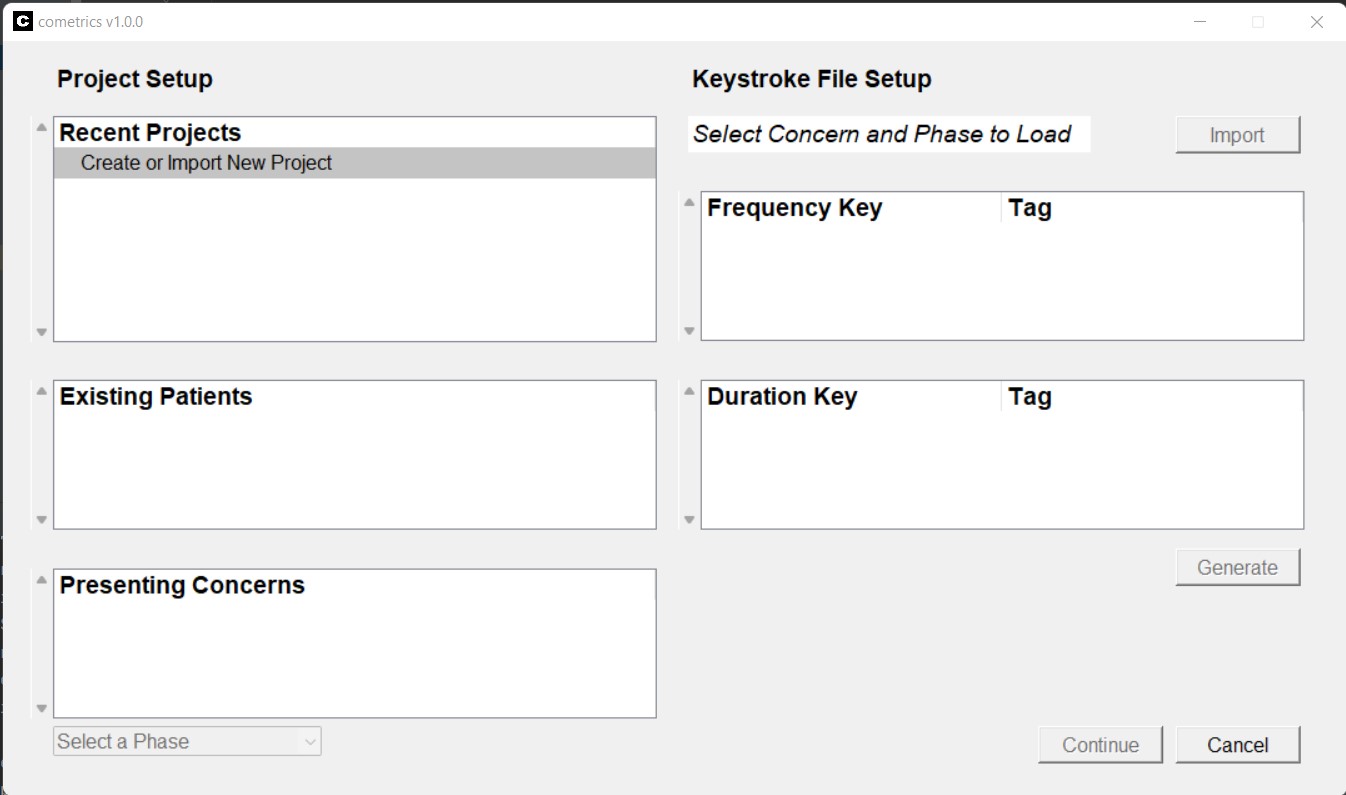 C cometrics v1.0.0
Project Setup
Recent Projects
Create or Import New Project
Existing Patients
Presenting Concerns
Select a Phase
Keystroke File Setup
Select Concern and Phase to Load
Import
Frequency Key Tag
Duration Key Tag
Generate
Continue Cancel